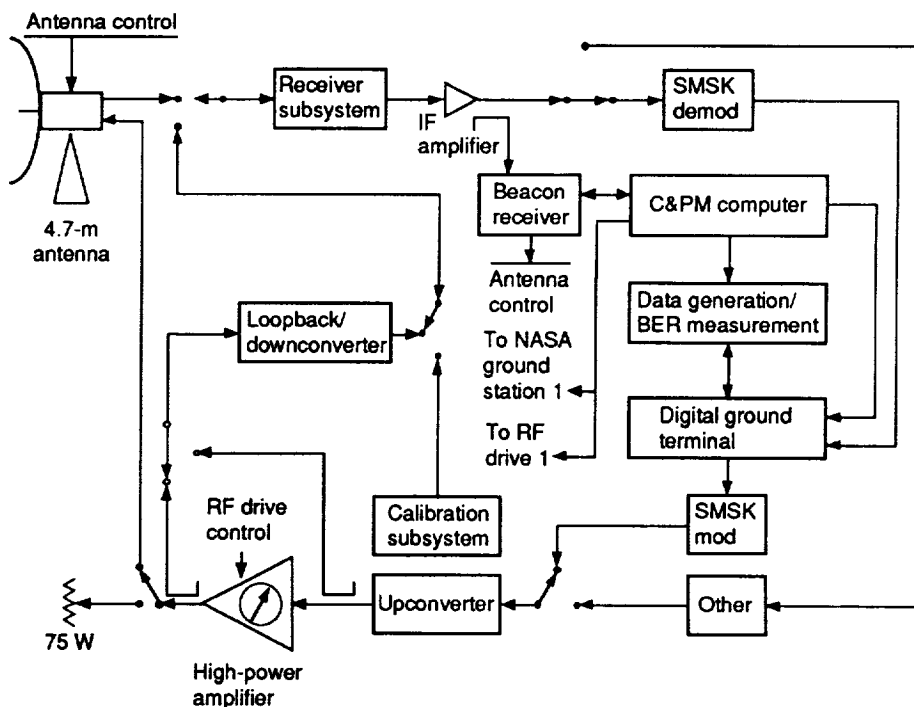 Antenna control
Receiver
subsystem
SMSK
demod
IF
amplifier
4.7-m
antenna
Beacon
receiver
C&PM computer
Antenna
control
Data generation/
BER measurement
Loopback/
downconverter
To NASA
ground
station 1
Digital ground
terminal
To RF
drive 1
RF drive
control
Calibration
subsystem
SMSK
mod
Upconverter
Other
75 W
High-power
amplifier